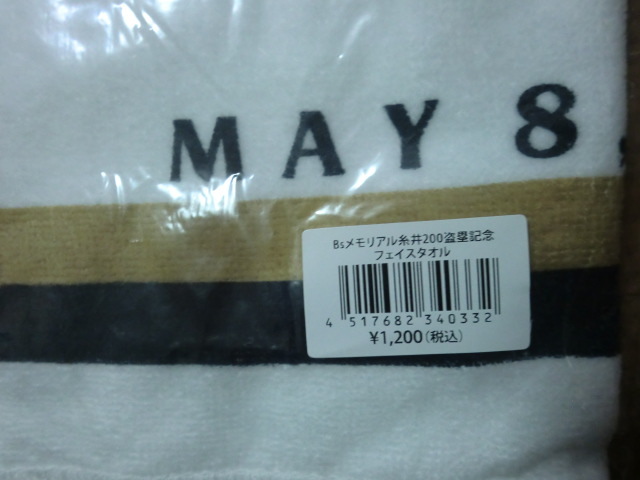 MAY 8,
Bsメモリアル糸井200盗塁記念
フェイスタオル
4 517682 340332
¥1,200(税込)